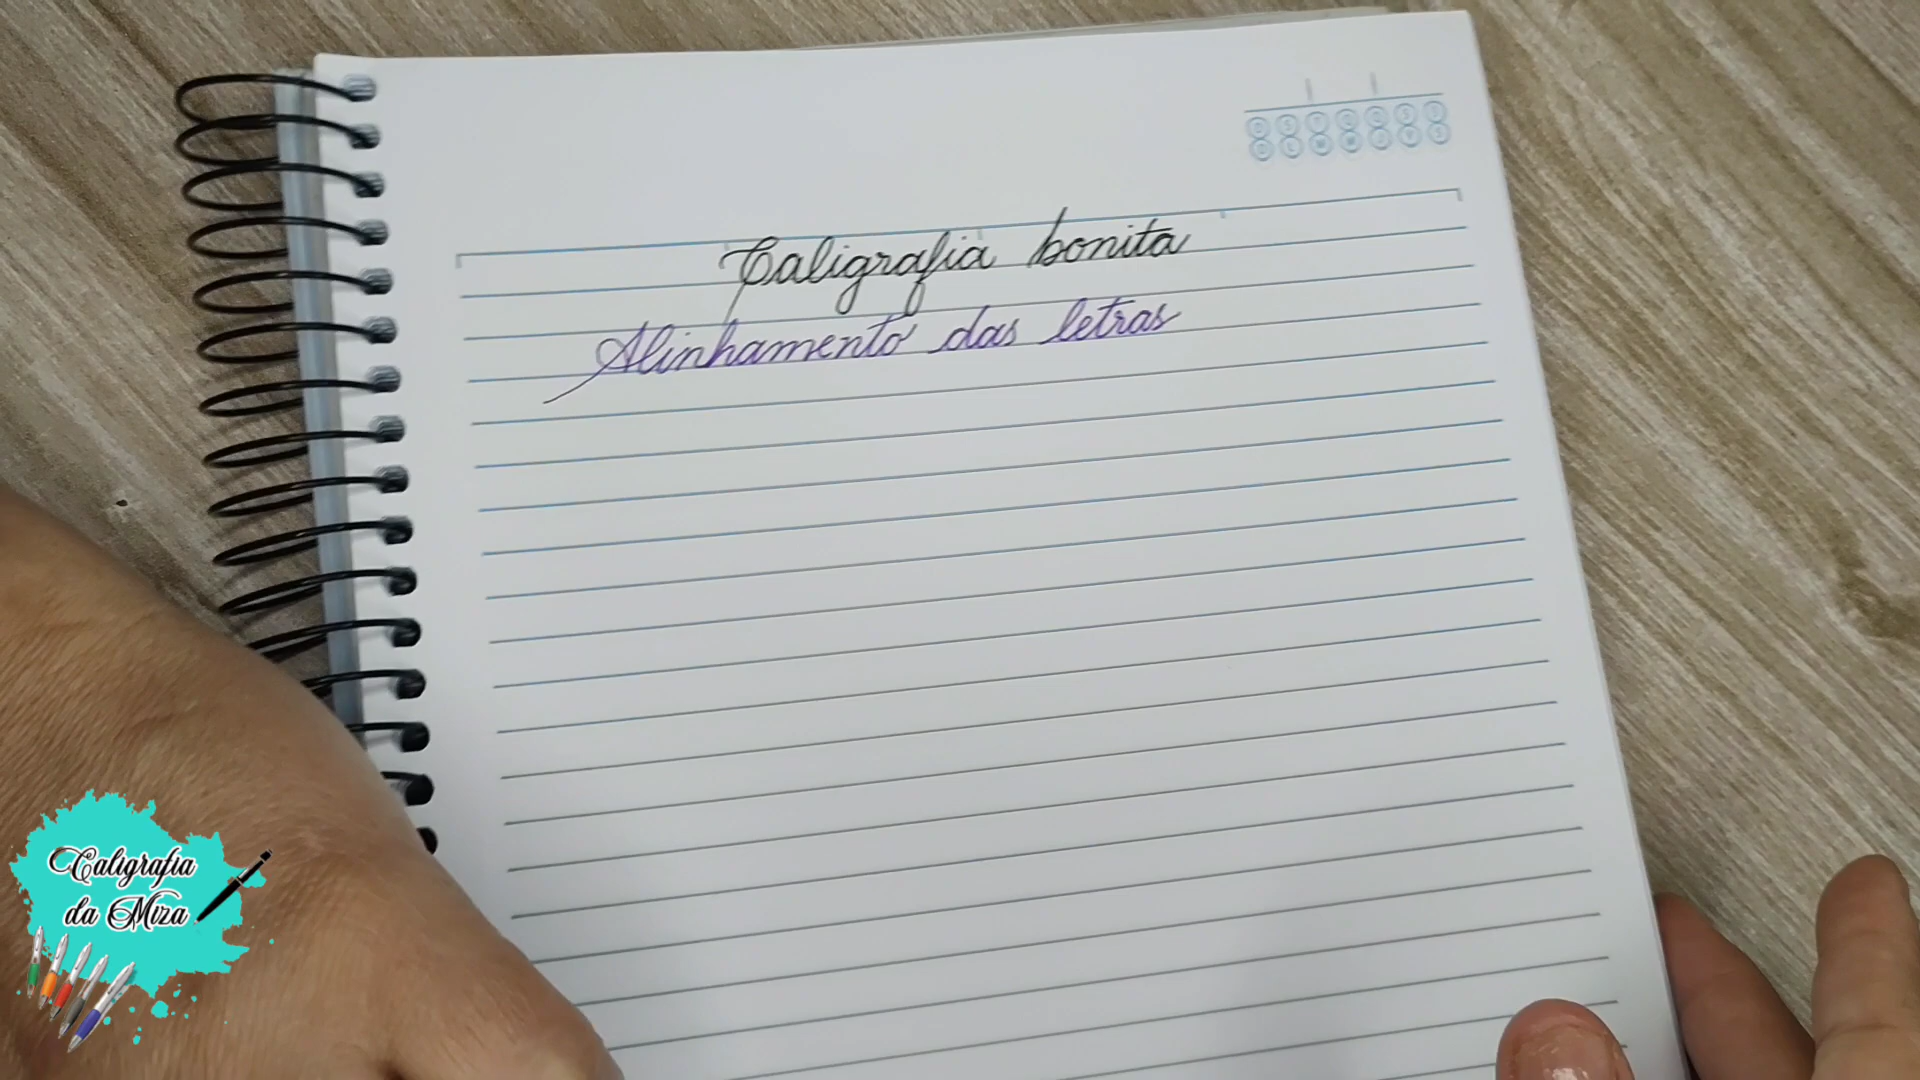 Caligrafia bonita
Alinhamento das letras
Caligrafia
da Miza